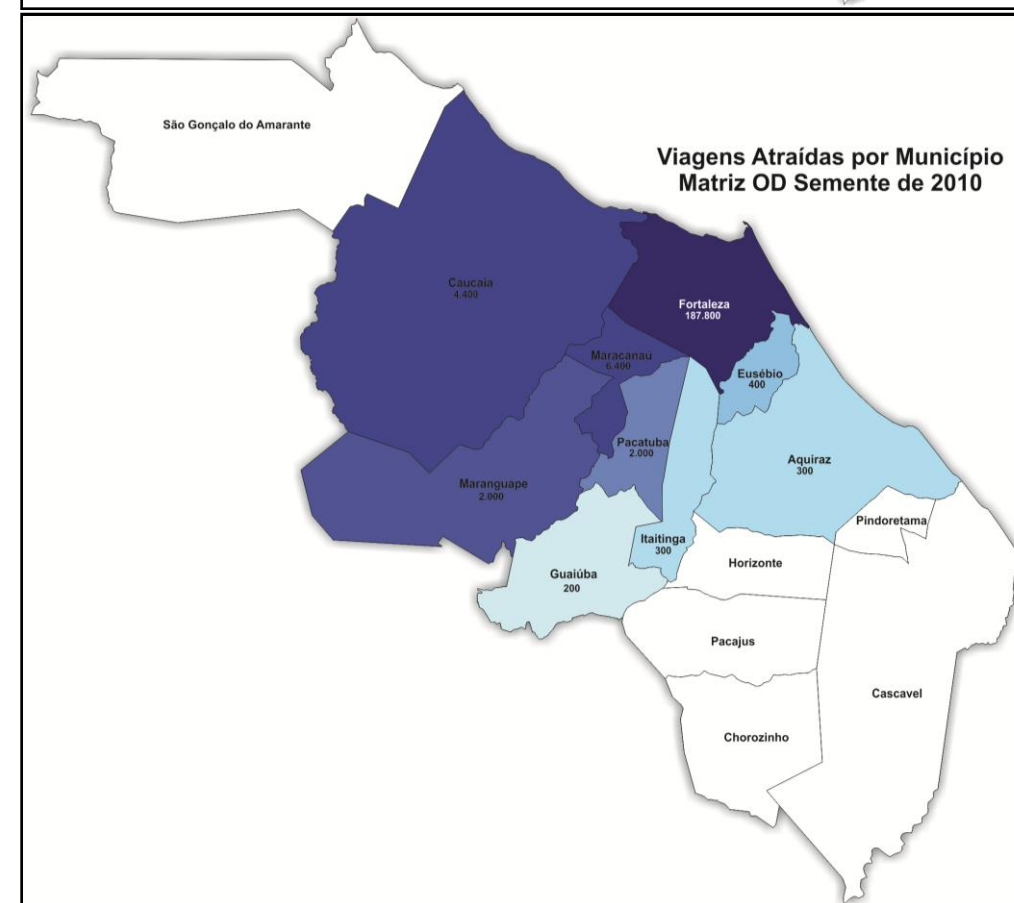 São Gonçalo do Amarante
Viagens Atraídas por Município
Matriz OD Semente de 2010
Caucaia
4.400
Fortaleza
187.800
Maracanaú
6.400
Eusébio
400
Pacatuba
2.000
Aquiraz
300
Maranguape
2.000
Pindoretama
Itaitinga
300
Horizonte
Guaiúba
200
Pacajus
Cascavel
Chorozinho